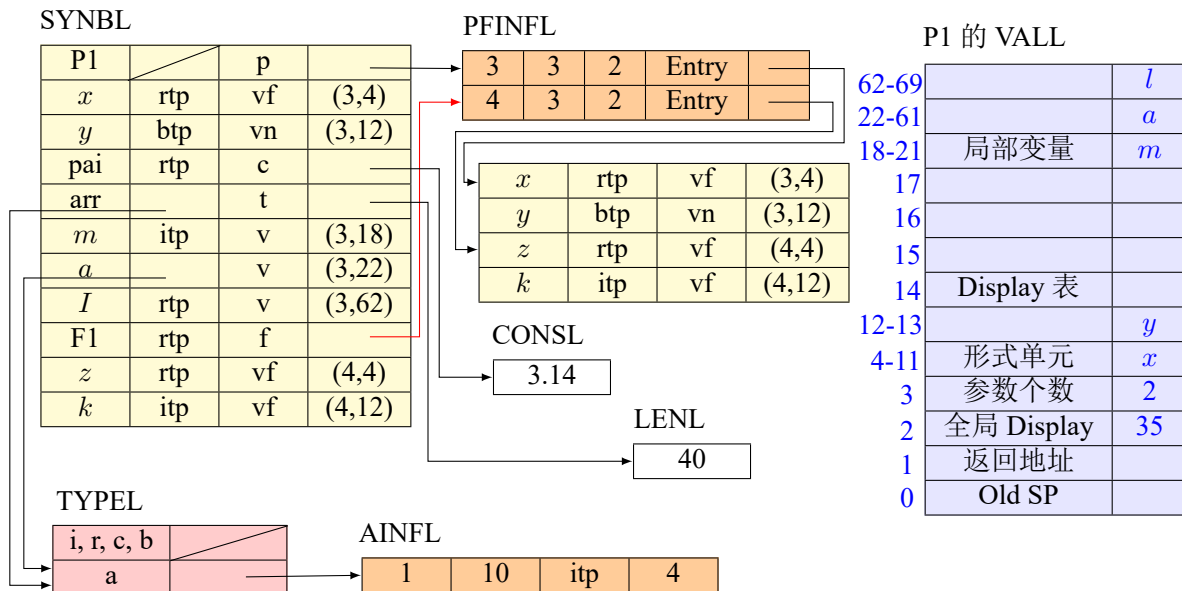 SYNBL
P1 p
x rtp vf (3,4)
y btp vn (3,12)
pai rtp c
arr t
m itp v (3,18)
a v (3,22)
I rtp v (3,62)
F1 rtp f
z rtp vf (4,4)
k itp vf (4,12)
PFINFL
3 3 2 Entry
4 3 2 Entry
x rtp vf (3,4)
y btp vn (3,12)
z rtp vf (4,4)
k itp vf (4,12)
CONSL
3.14
LENL
40
TYPEL
i, r, c, b
a
AINFL
1 10 itp 4
P1 的 VALL
62-69 l
22-61 a
18-21 局部变量 m
17
16
15
14 Display 表
12-13 y
4-11 形式单元 x
3 参数个数 2
2 全局 Display 35
1 返回地址
0 Old SP